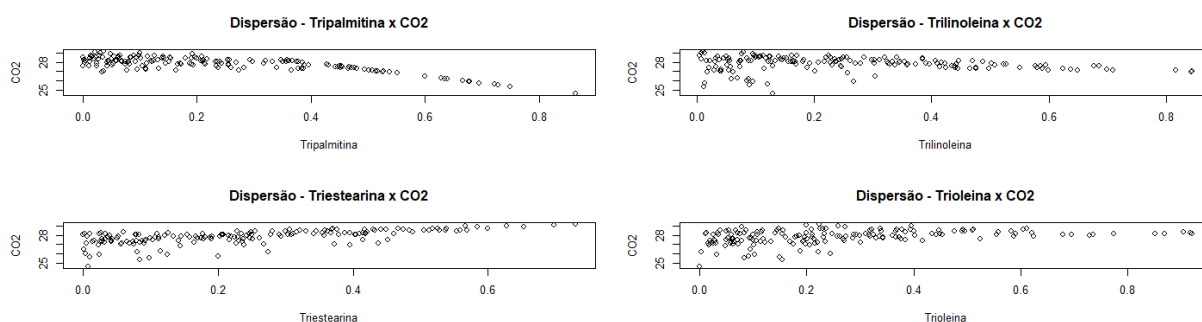 Dispersão - Tripalmitina x CO2
CO2
28
25
0.0 0.2 0.4 0.6 0.8
Tripalmitina
Dispersão - Trilinoleina x CO2
CO2
28
25
0.0 0.2 0.4 0.6 0.8
Trilinoleina
Dispersão - Triestearina x CO2
CO2
28
25
0.0 0.2 0.4 0.6
Triestearina
Dispersão - Trioleina x CO2
CO2
28
25
0.0 0.2 0.4 0.6 0.8
Trioleina